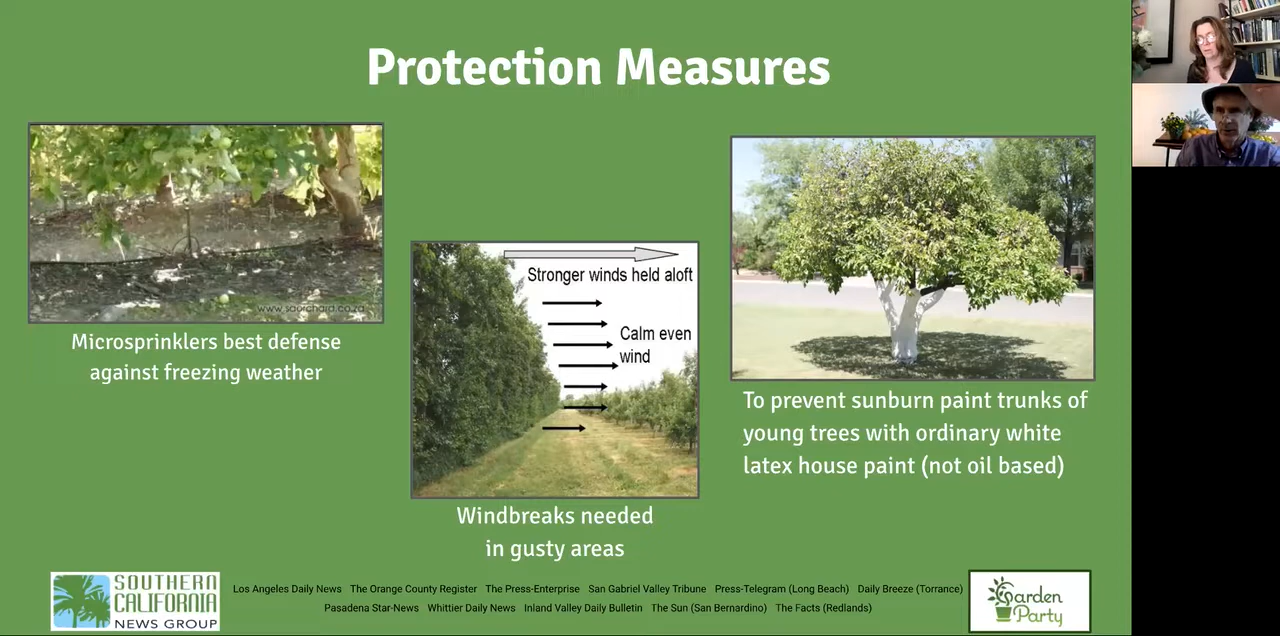 Protection Measures
www.saorchard.co.za
Microsprinklers best defense
against freezing weather
Stronger winds held aloft
Calm even
wind
Windbreaks needed
in gusty areas
To prevent sunburn paint trunks of
young trees with ordinary white
latex house paint (not oil based)
SOUTHERN
CALIFORNIA
NEWS GROUP
Los Angeles Daily News The Orange County Register The Press-Enterprise San Gabriel Valley Tribune Press-Telegram (Long Beach) Daily Breeze (Torrance)
Pasadena Star-News Whittier Daily News Inland Valley Daily Bulletin The Sun (San Bernardino) The Facts (Redlands)
Garden
Party